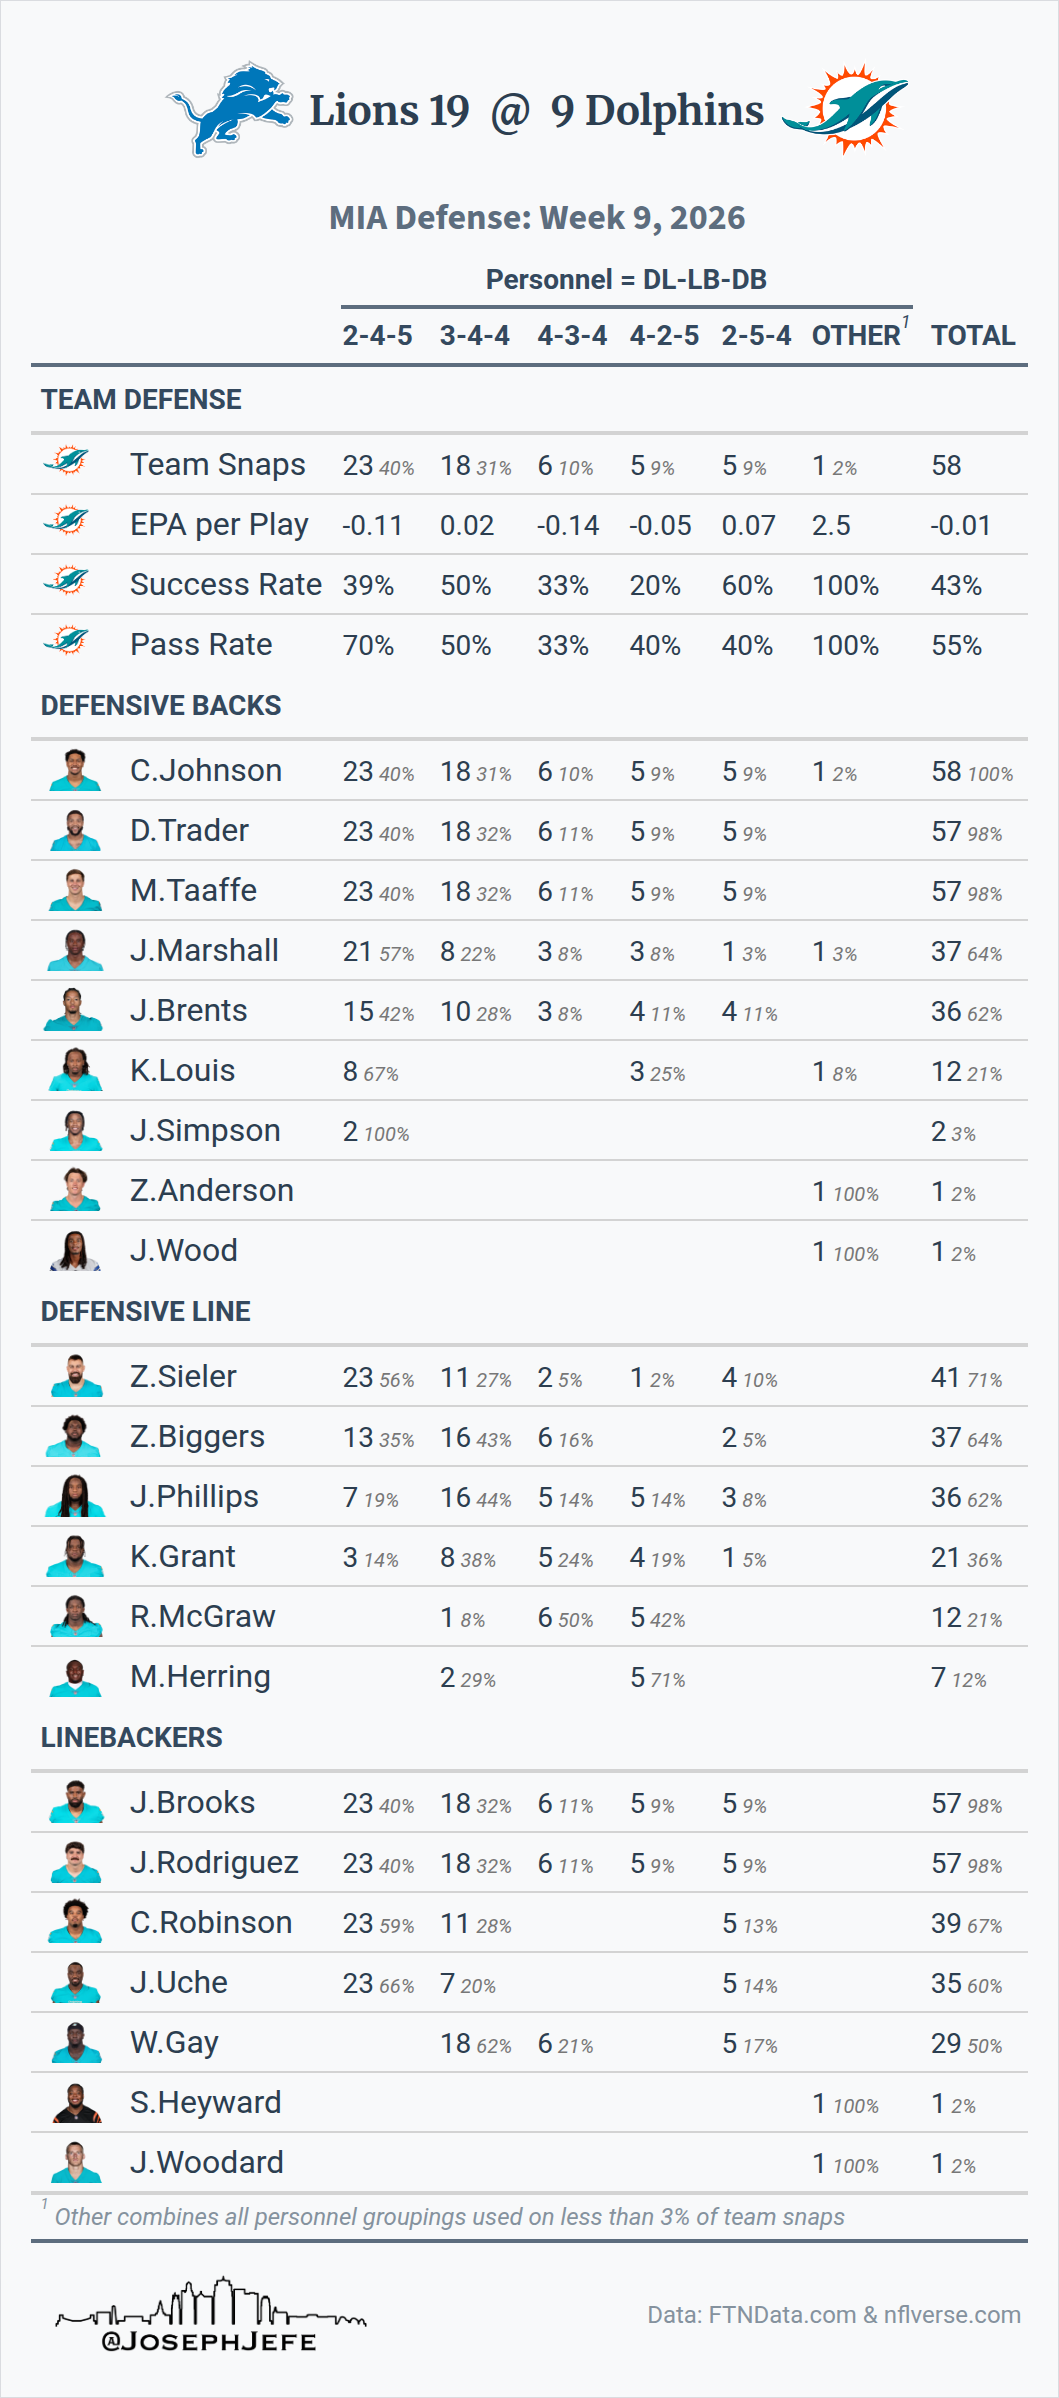 Lions 19 @ 9 Dolphins
MIA Defense: Week 9, 2026
Personnel = DL-LB-DB
2-4-5 3-4-4 4-3-4 4-2-5 2-5-4 OTHER1 TOTAL
TEAM DEFENSE
Team Snaps 23 40% 18 31% 6 10% 5 9% 5 9% 1 2% 58
EPA per Play -0.11 0.02 -0.14 -0.05 0.07 2.5 -0.01
Success Rate 39% 50% 33% 20% 60% 100% 43%
Pass Rate 70% 50% 33% 40% 40% 100% 55%
DEFENSIVE BACKS
C.Johnson 23 40% 18 31% 6 10% 5 9% 5 9% 1 2% 58 100%
D.Trader 23 40% 18 32% 6 11% 5 9% 5 9% 57 98%
M.Taaffe 23 40% 18 32% 6 11% 5 9% 5 9% 57 98%
J.Marshall 21 57% 8 22% 3 8% 3 8% 1 3% 1 3% 37 64%
J.Brents 15 42% 10 28% 3 8% 4 11% 4 11% 36 62%
K.Louis 8 67% 3 25% 1 8% 12 21%
J.Simpson 2 100% 2 3%
Z.Anderson 1 100% 1 2%
J.Wood 1 100% 1 2%
DEFENSIVE LINE
Z.Sieler 23 56% 11 27% 2 5% 1 2% 4 10% 41 71%
Z.Biggers 13 35% 16 43% 6 16% 2 5% 37 64%
J.Phillips 7 19% 16 44% 5 14% 5 14% 3 8% 36 62%
K.Grant 3 14% 8 38% 5 24% 4 19% 1 5% 21 36%
R.McGraw 1 8% 6 50% 5 42% 12 21%
M.Herring 2 29% 5 71% 7 12%
LINEBACKERS
J.Brooks 23 40% 18 32% 6 11% 5 9% 5 9% 57 98%
J.Rodriguez 23 40% 18 32% 6 11% 5 9% 5 9% 57 98%
C.Robinson 23 59% 11 28% 5 13% 39 67%
J.Uche 23 66% 7 20% 5 14% 35 60%
W.Gay 18 62% 6 21% 5 17% 29 50%
S.Heyward 1 100% 1 2%
J.Woodard 1 100% 1 2%
1 Other combines all personnel groupings used on less than 3% of team snaps
@JOSEPHJEFE
Data: FTNData.com & nflverse.com